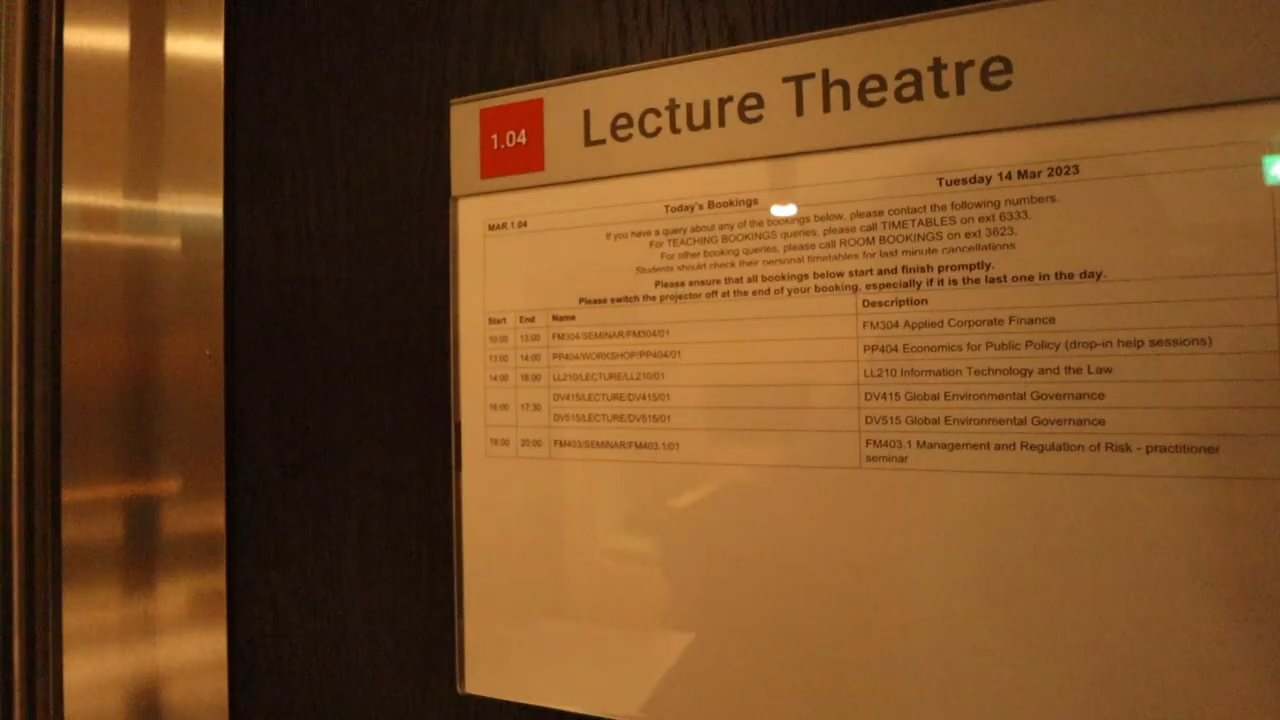 1.04 Lecture Theatre
MAR.1.04 Today's Bookings Tuesday 14 Mar 2023
If you have a query about any of the bookings below, please contact the following numbers.
For TEACHING BOOKINGS queries, please call TIMETABLES on ext 6333.
For other booking queries, please call ROOM BOOKINGS on ext 3623.
Students should check their personal timetables for last minute cancellations
Please ensure that all bookings below start and finish promptly.
Please switch the projector off at the end of your booking, especially if it is the last one in the day.
Start End Name Description
10:00 13:00 FM304/SEMINAR/FM304/01 FM304 Applied Corporate Finance
13:00 14:00 PP404/WORKSHOP/PP404/01 PP404 Economics for Public Policy (drop-in help sessions)
14:00 16:00 LL210/LECTURE/LL210/01 LL210 Information Technology and the Law
16:00 17:30 DV415/LECTURE/DV415/01 DV415 Global Environmental Governance
DV515/LECTURE/DV515/01 DV515 Global Environmental Governance
18:00 20:00 FM403/SEMINAR/FM403.1/01 FM403.1 Management and Regulation of Risk - practitioner
seminar